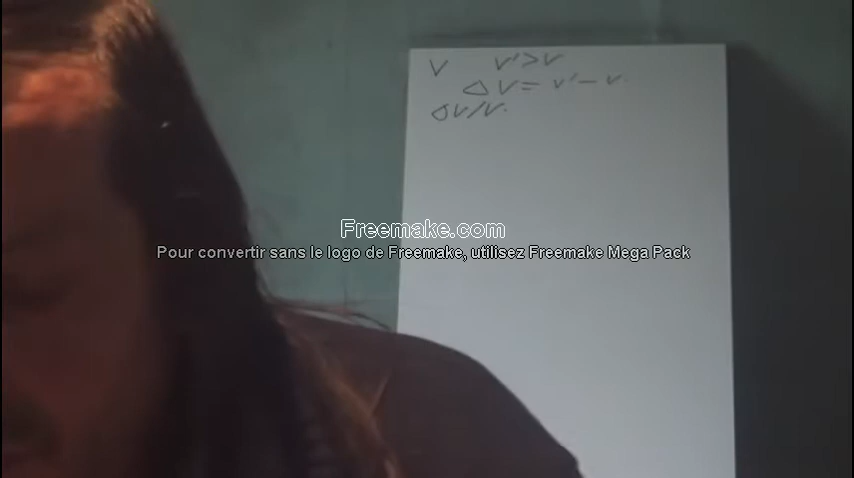 V V'>V
ΔV = V' - V.
ΔV/V.
Freemake.com
Pour convertir sans le logo de Freemake, utilisez Freemake Mega Pack